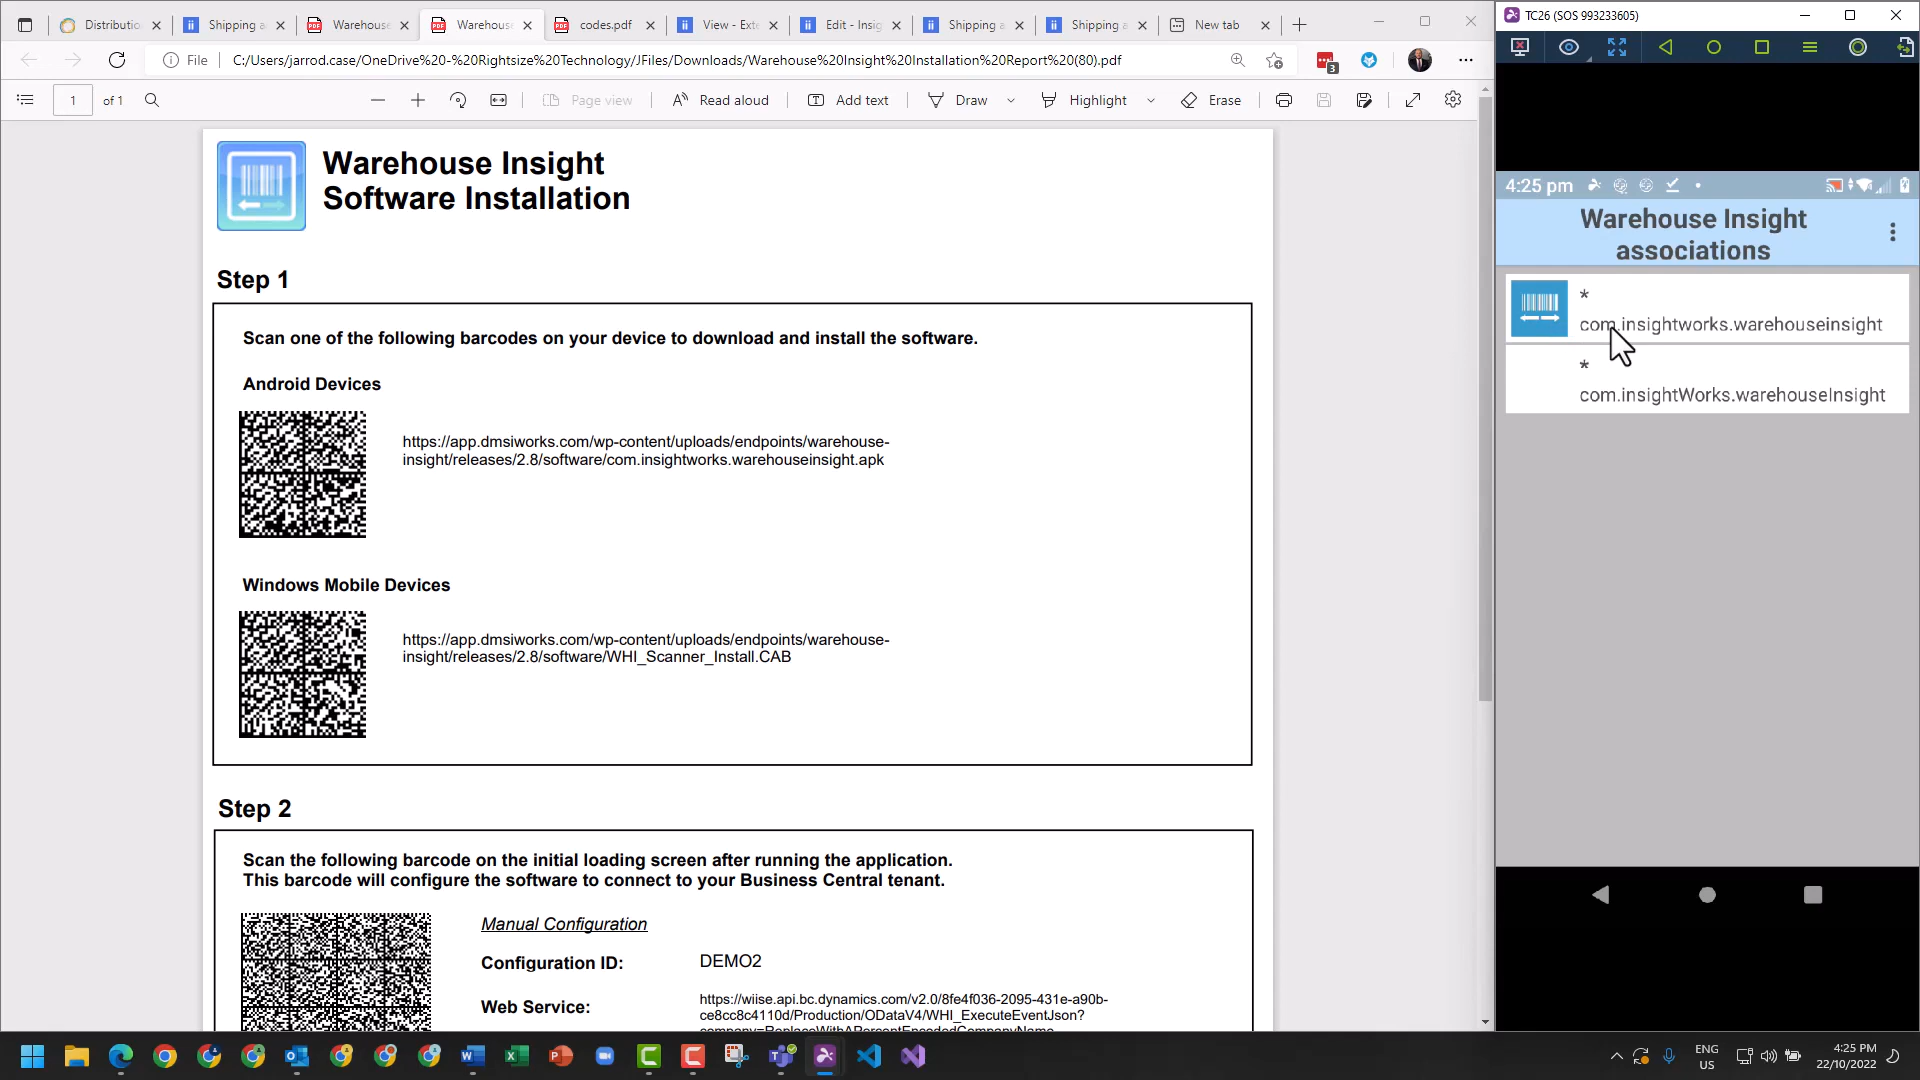 Distributio
Shipping a
Warehouse
Warehouse
codes.pdf
View - Exte
Edit - Insig
Shipping a
Shipping a
New tab
File
C:/Users/jarrod.case/OneDrive%20-%20Rightsize%20Technology/JFiles/Downloads/Warehouse%20Insight%20Installation%20Report%20(80).pdf
3
1
of 1
Page view
Read aloud
Add text
Draw
Highlight
Erase
Warehouse Insight
Software Installation
Step 1
Scan one of the following barcodes on your device to download and install the software.
Android Devices
https://app.dmsiworks.com/wp-content/uploads/endpoints/warehouse-
insight/releases/2.8/software/com.insightworks.warehouseinsight.apk
Windows Mobile Devices
https://app.dmsiworks.com/wp-content/uploads/endpoints/warehouse-
insight/releases/2.8/software/WHI_Scanner_Install.CAB
Step 2
Scan the following barcode on the initial loading screen after running the application.
This barcode will configure the software to connect to your Business Central tenant.
Manual Configuration
Configuration ID:
DEMO2
Web Service:
https://wiise.api.bc.dynamics.com/v2.0/8fe4f036-2095-431e-a90b-
ce8cc8c4110d/Production/ODataV4/WHI_ExecuteEventJson?
company=ReplaceWithAPercentEncodedCompanyName
TC26 (SOS 993233605)
4:25 pm
Warehouse Insight
associations
*
com.insightworks.warehouseinsight
*
com.insightWorks.warehouseInsight
ENG
US
4:25 PM
22/10/2022